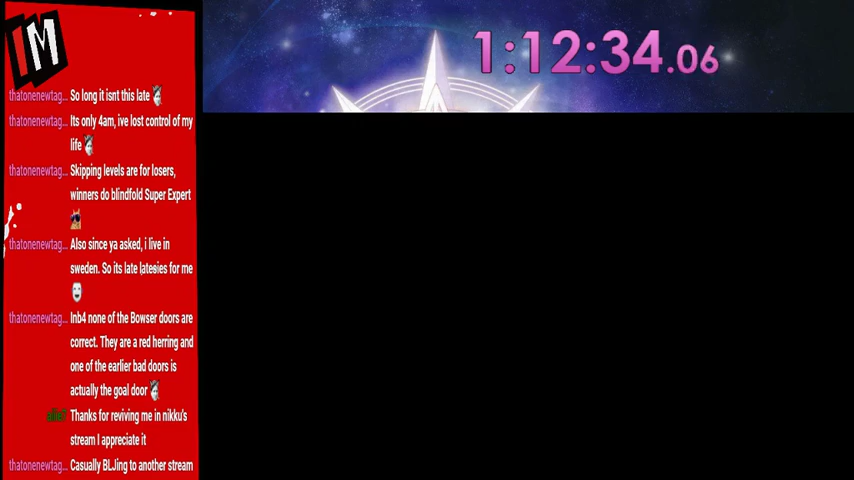 IM
1:12:34.06
thatonenewtag... So long it isnt this late
thatonenewtag... Its only 4am, ive lost control of my
life
thatonenewtag... Skipping levels are for losers,
winners do blindfold Super Expert
thatonenewtag... Also since ya asked, i live in
sweden. So its late latesies for me
thatonenewtag... Inb4 none of the Bowser doors are
correct. They are a red herring and
one of the earlier bad doors is
actually the goal door
Thanks for reviving me in nikku's
stream I appreciate it
thatonenewtag... Casually BLJing to another stream